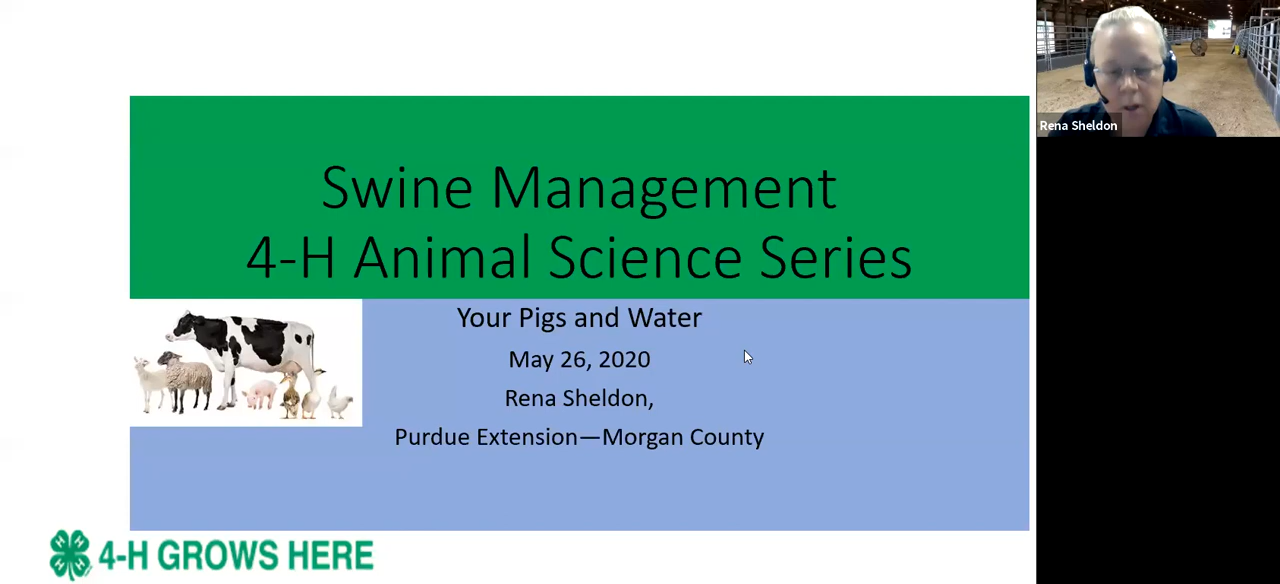 Swine Management
4-H Animal Science Series
Your Pigs and Water
May 26, 2020
Rena Sheldon,
Purdue Extension—Morgan County
4-H GROWS HERE
Rena Sheldon